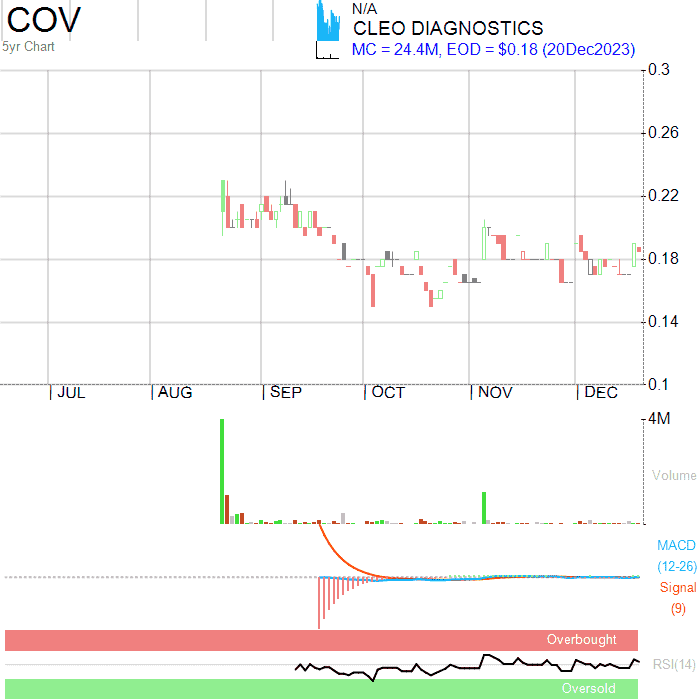 COV
N/A
CLEO DIAGNOSTICS
5yr Chart
MC = 24.4M, EOD = $0.18 (20Dec2023)
0.3
0.26
0.22
0.18
0.14
0.1
JUL AUG SEP OCT NOV DEC
4M
Volume
MACD
(12-26)
Signal
(9)
Overbought
RSI(14)
Oversold